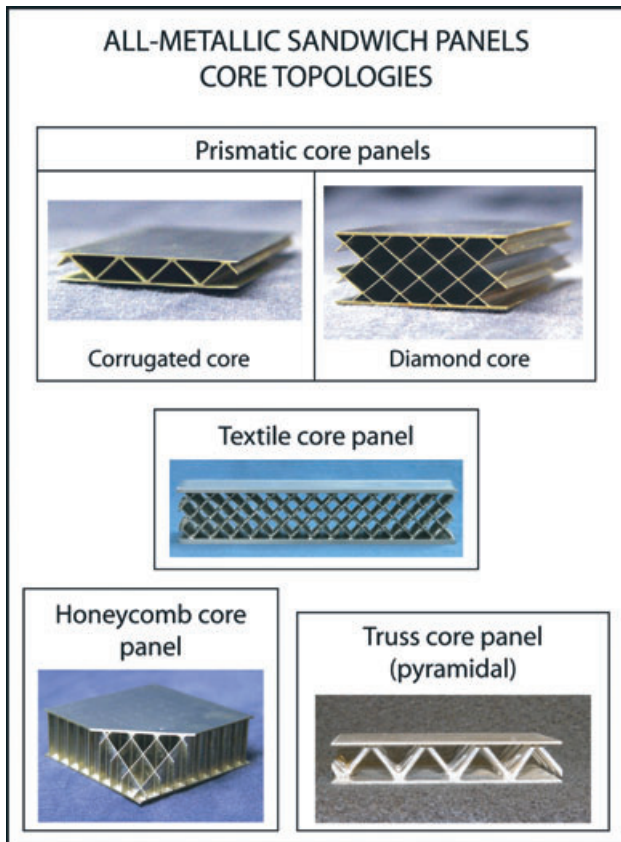 ALL-METALLIC SANDWICH PANELS
CORE TOPOLOGIES
Prismatic core panels
Corrugated core
Diamond core
Textile core panel
Honeycomb core
panel
Truss core panel
(pyramidal)